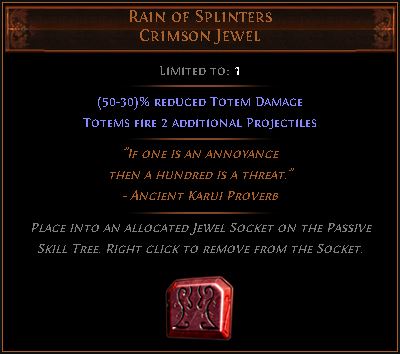 Rain of Splinters
Crimson Jewel
Limited to: 1
(50-30)% reduced Totem Damage
Totems fire 2 additional Projectiles
"If one is an annoyance
then a hundred is a threat."
- Ancient Karui Proverb
Place into an allocated Jewel Socket on the Passive
Skill Tree. Right click to remove from the Socket.